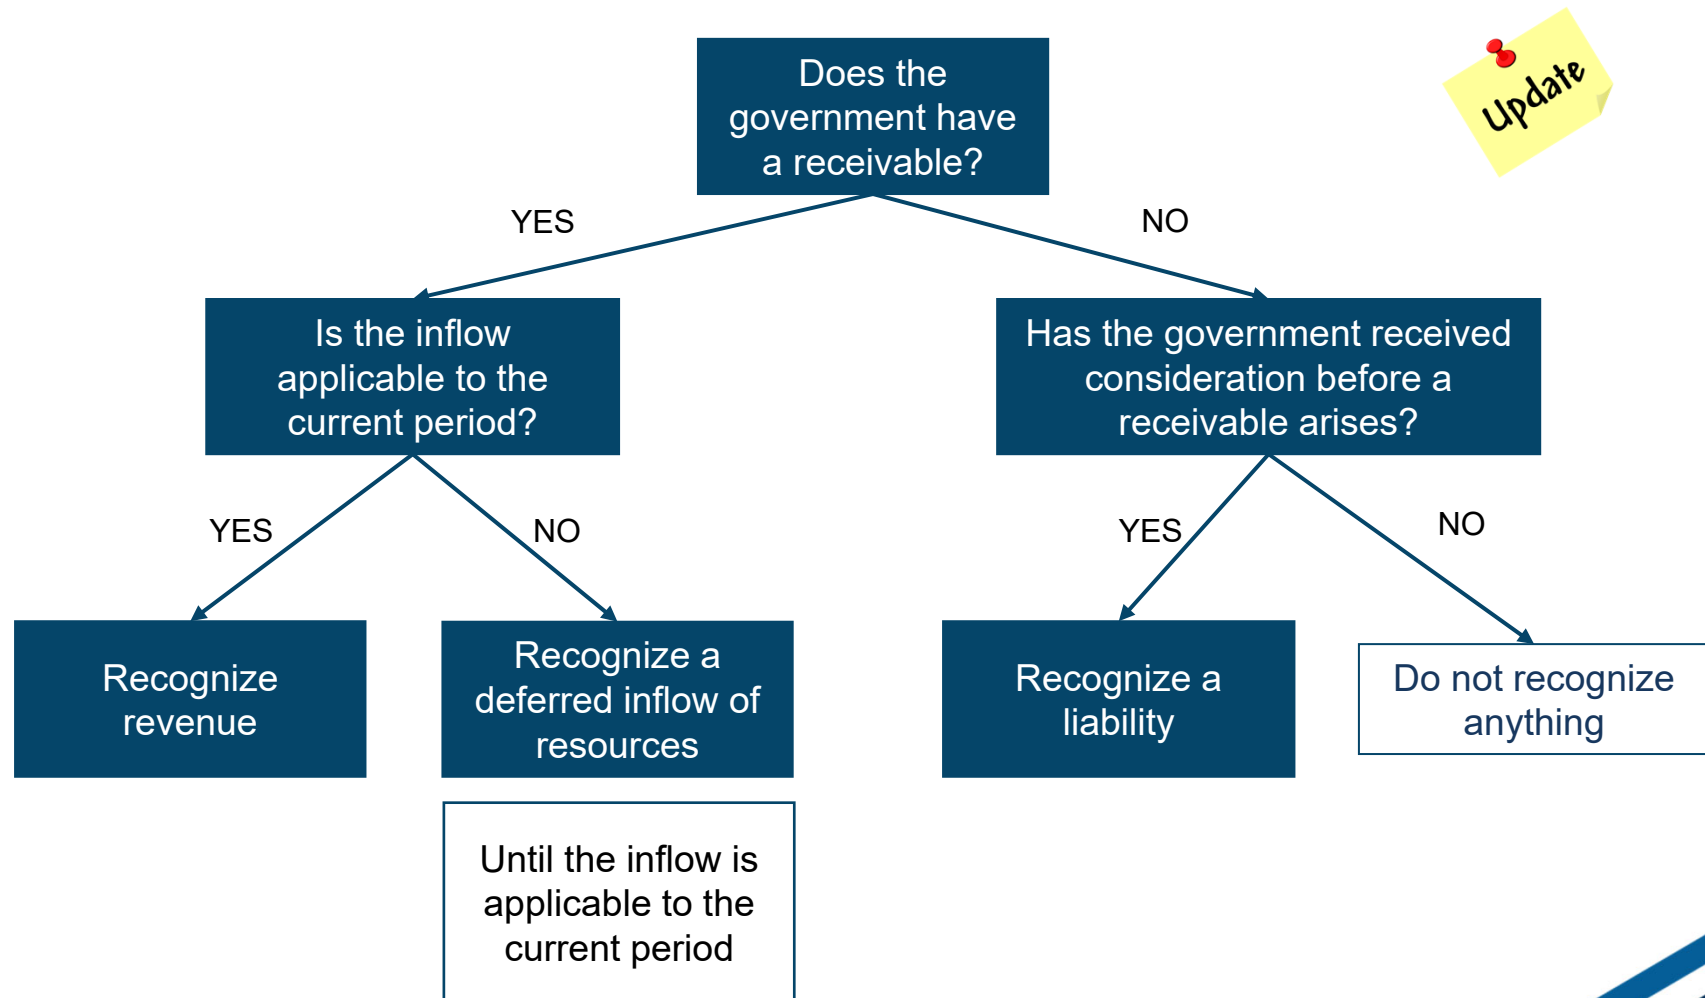 Does the
government have
a receivable?
Update
YES
NO
Is the inflow
applicable to the
current period?
Has the government received
consideration before a
receivable arises?
YES
NO
YES
NO
Recognize
revenue
Recognize a
deferred inflow of
resources
Recognize a
liability
Do not recognize
anything
Until the inflow is
applicable to the
current period